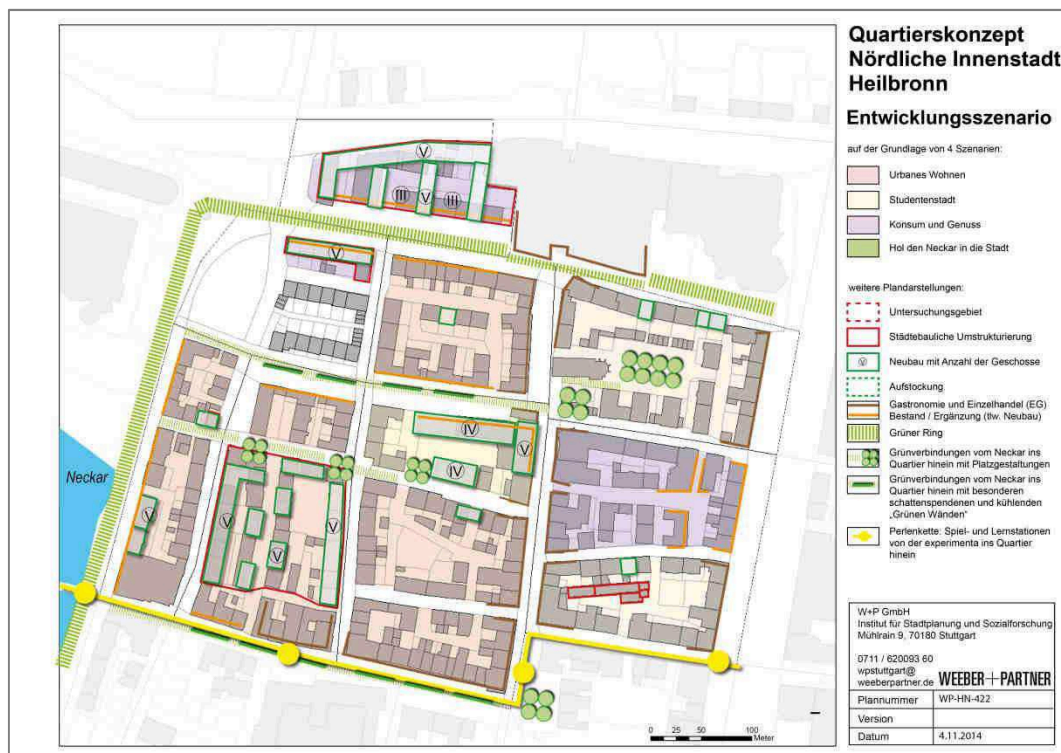 Quartierskonzept
Nördliche Innenstadt
Heilbronn
Entwicklungsszenario
auf der Grundlage von 4 Szenarien:
Urbanes Wohnen
Studentenstadt
Konsum und Genuss
Hol den Neckar in die Stadt
weitere Plandarstellungen:
Untersuchungsgebiet
Städtebauliche Umstrukturierung
V
Neubau mit Anzahl der Geschosse
Aufstockung
Gastronomie und Einzelhandel (EG)
Bestand / Ergänzung (tlw. Neubau)
Grüner Ring
Grünverbindungen vom Neckar ins
Quartier hinein mit Platzgestaltungen
Grünverbindungen vom Neckar ins
Quartier hinein mit besonderen
schattenspenenden und kühlenden
„Grünen Wänden"
Perlenkette: Spiel- und Lernstationen
von der experimenta ins Quartier
hinein
V
III
V
III
V
IV
V
IV
Neckar
V
V
V
V
0 25 50 100
Meter
W+P GmbH
Institut für Stadtplanung und Sozialforschung
Mühlrain 9, 70180 Stuttgart
0711 / 620093 60
wpstuttgart@
weeberpartner.de WEEBER+PARTNER
Plannummer WP-HN-422
Version
Datum 4.11.2014